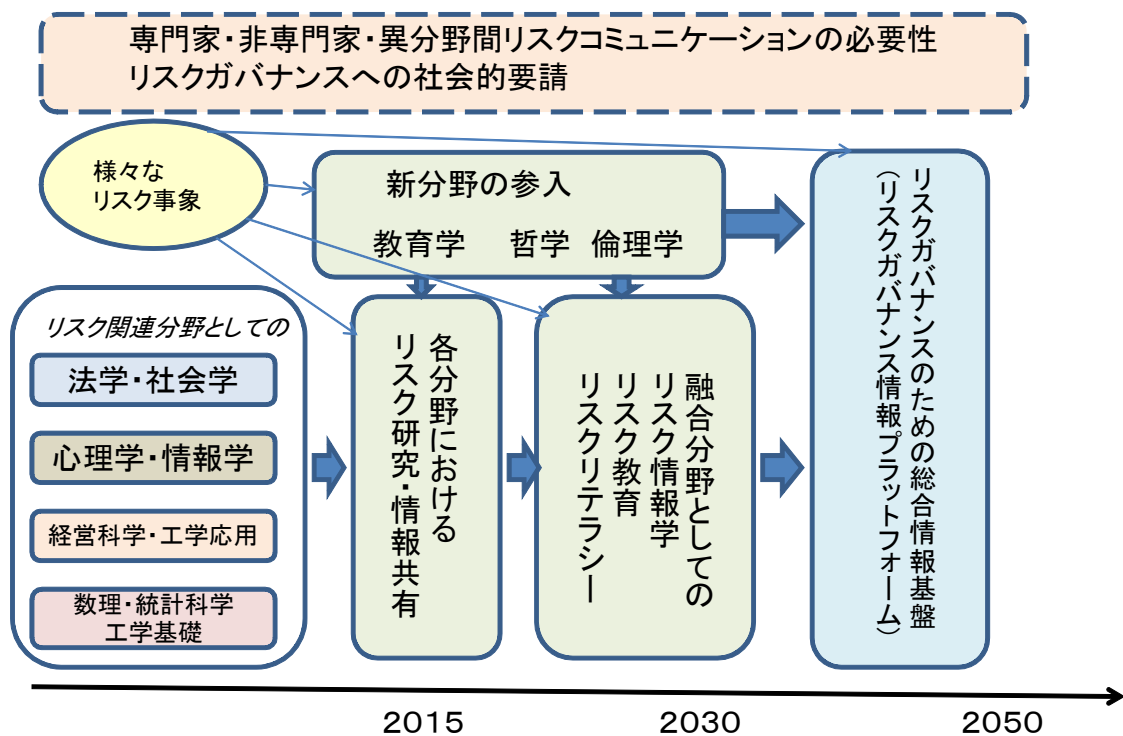 専門家・非専門家・異分野間リスクコミュニケーションの必要性
リスクガバナンスへの社会的要請
様々な
リスク事象
新分野の参入
教育学 哲学 倫理学
リスク関連分野としての
法学・社会学
心理学・情報学
経営科学・工学応用
数理・統計科学
工学基礎
各分野における
リスク研究・情報共有
融合分野としての
リスク情報学
リスク教育
リスクリテラシー
リスクガバナンスのための総合情報基盤
(リスクガバナンス情報プラットフォーム)
2015 2030 2050